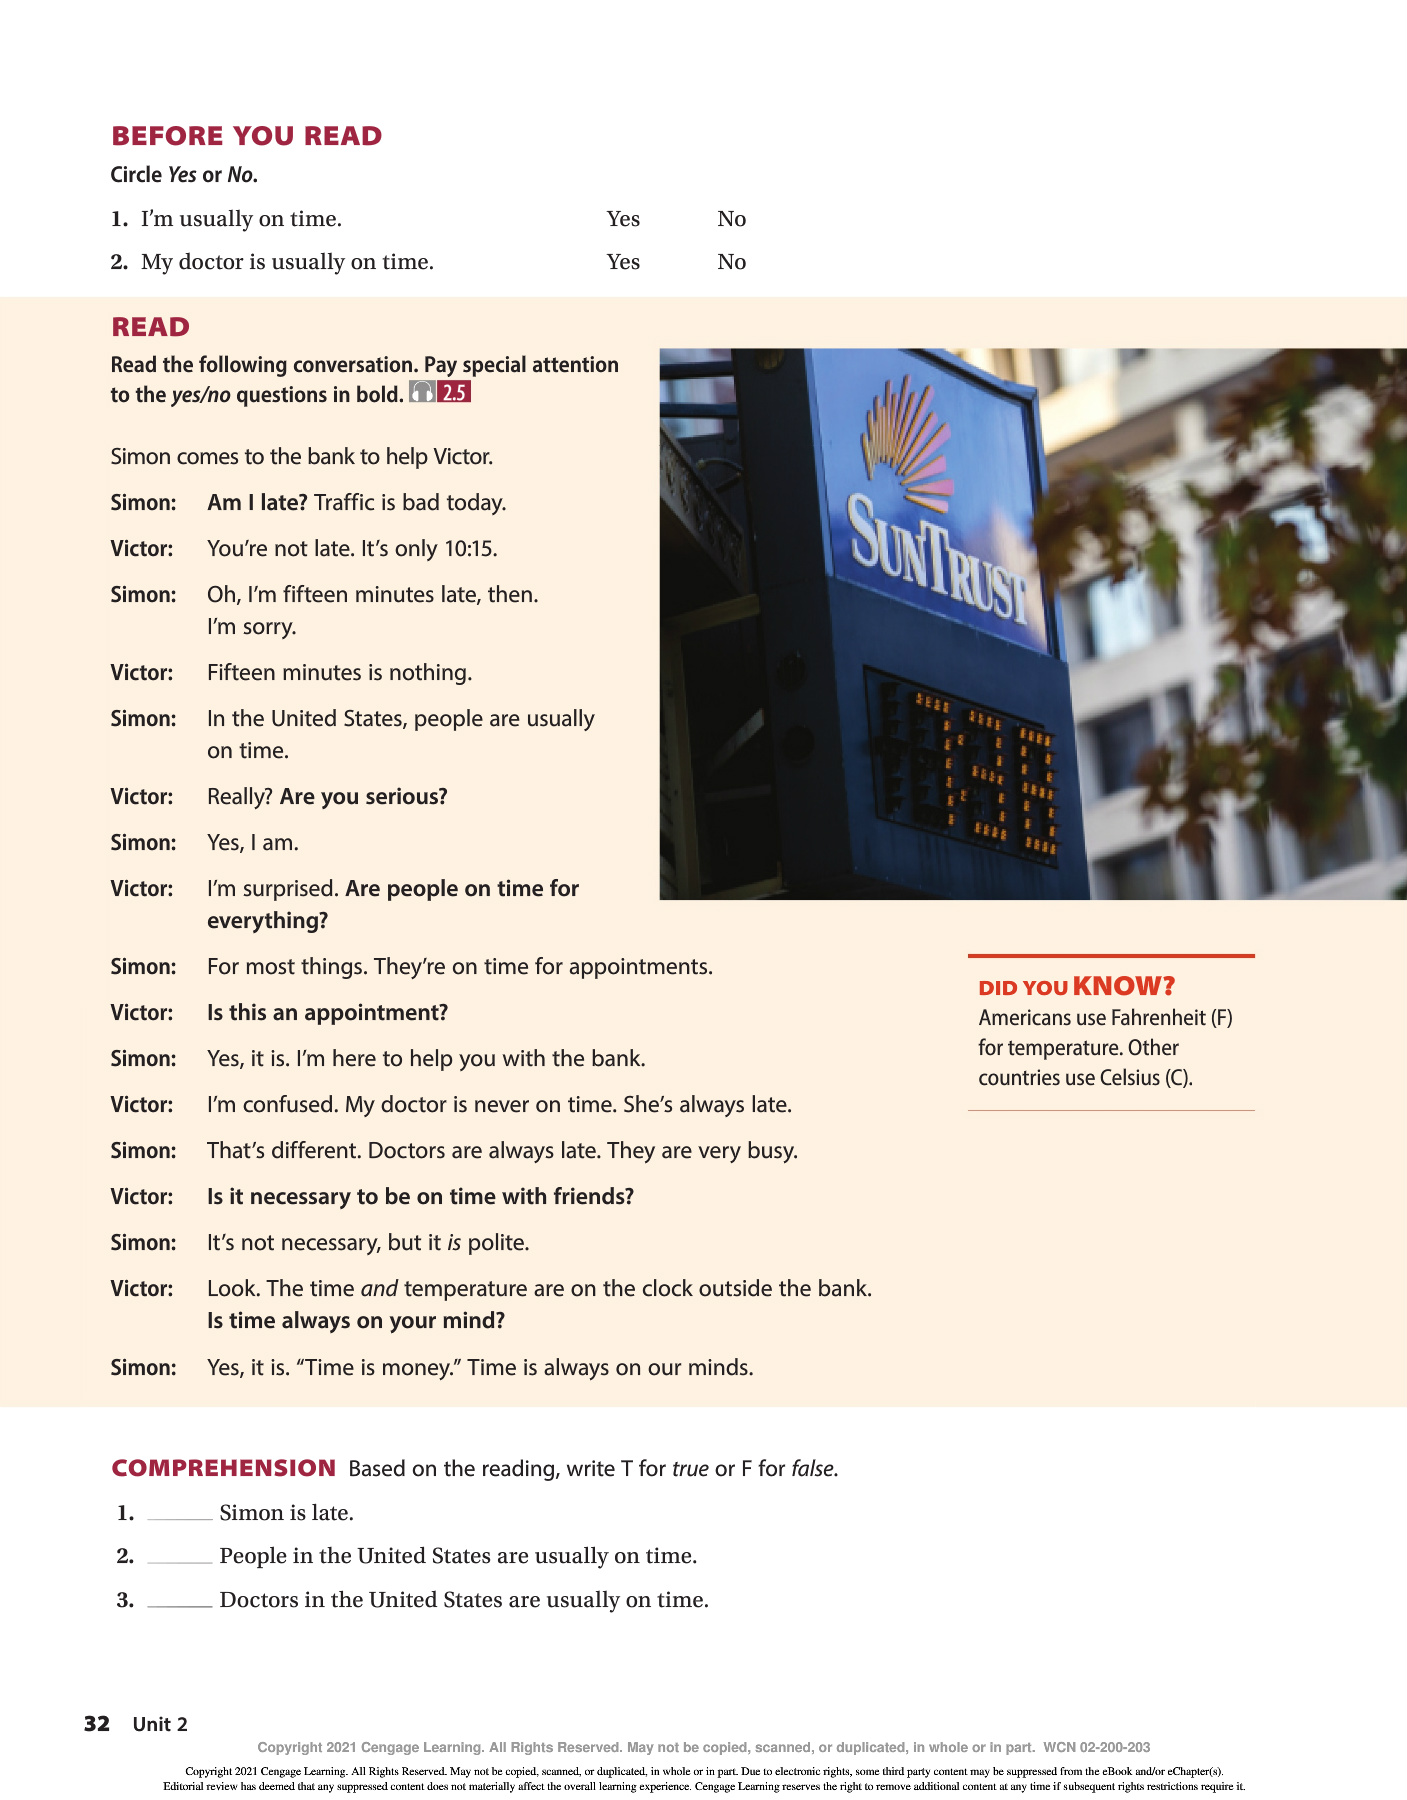 BEFORE YOU READ
Circle Yes or No.
1. I'm usually on time. Yes No
2. My doctor is usually on time. Yes No
READ
Read the following conversation. Pay special attention
to the yes/no questions in bold. 2.5
Simon comes to the bank to help Victor.
Simon: Am I late? Traffic is bad today.
Victor: You're not late. It's only 10:15.
Simon: Oh, I'm fifteen minutes late, then.
I'm sorry.
Victor: Fifteen minutes is nothing.
Simon: In the United States, people are usually
on time.
Victor: Really? Are you serious?
Simon: Yes, I am.
Victor: I'm surprised. Are people on time for
everything?
Simon: For most things. They're on time for appointments.
Victor: Is this an appointment?
Simon: Yes, it is. I'm here to help you with the bank.
Victor: I'm confused. My doctor is never on time. She's always late.
Simon: That's different. Doctors are always late. They are very busy.
Victor: Is it necessary to be on time with friends?
Simon: It's not necessary, but it is polite.
Victor: Look. The time and temperature are on the clock outside the bank.
Is time always on your mind?
Simon: Yes, it is. “Time is money.” Time is always on our minds.
SUNTRUST
DID YOU KNOW?
Americans use Fahrenheit (F)
for temperature. Other
countries use Celsius (C).
COMPREHENSION Based on the reading, write T for true or F for false.
1. ______ Simon is late.
2. ______ People in the United States are usually on time.
3. ______ Doctors in the United States are usually on time.
32 Unit 2
Copyright 2021 Cengage Learning. All Rights Reserved. May not be copied, scanned, or duplicated, in whole or in part. WCN 02-200-203
Copyright 2021 Cengage Learning. All Rights Reserved. May not be copied, scanned, or duplicated, in whole or in part. Due to electronic rights, some third party content may be suppressed from the eBook and/or eChapter(s).
Editorial review has deemed that any suppressed content does not materially affect the overall learning experience. Cengage Learning reserves the right to remove additional content at any time if subsequent rights restrictions require it.